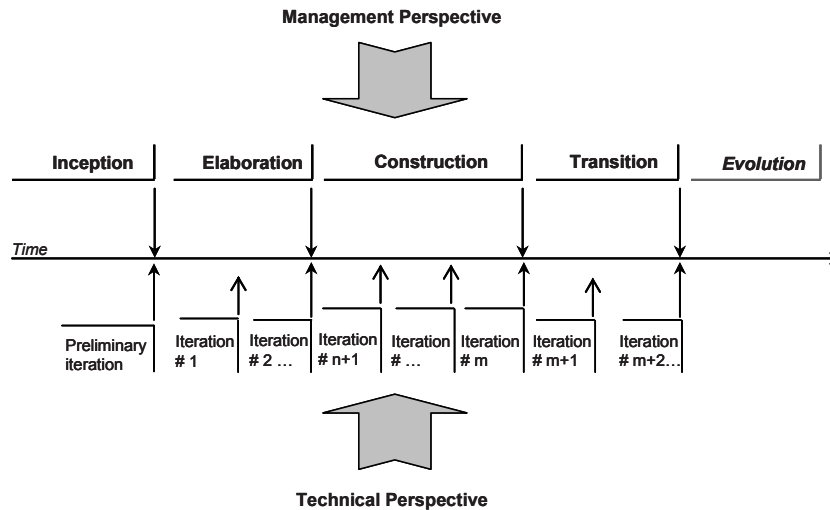 Management Perspective
Inception
Elaboration
Construction
Transition
Evolution
Time
Preliminary
iteration
Iteration
# 1
Iteration
# 2 ...
Iteration
# n+1
Iteration
# ...
Iteration
# m
Iteration
# m+1
Iteration
# m+2...
Technical Perspective